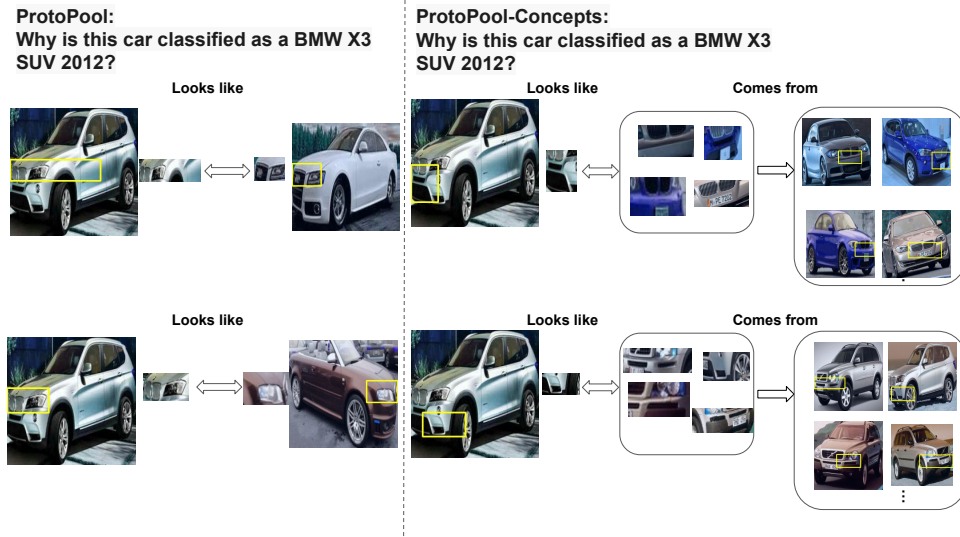 ProtoPool:
Why is this car classified as a BMW X3
SUV 2012?
Looks like
Looks like
ProtoPool-Concepts:
Why is this car classified as a BMW X3
SUV 2012?
Looks like
Comes from
Looks like
Comes from